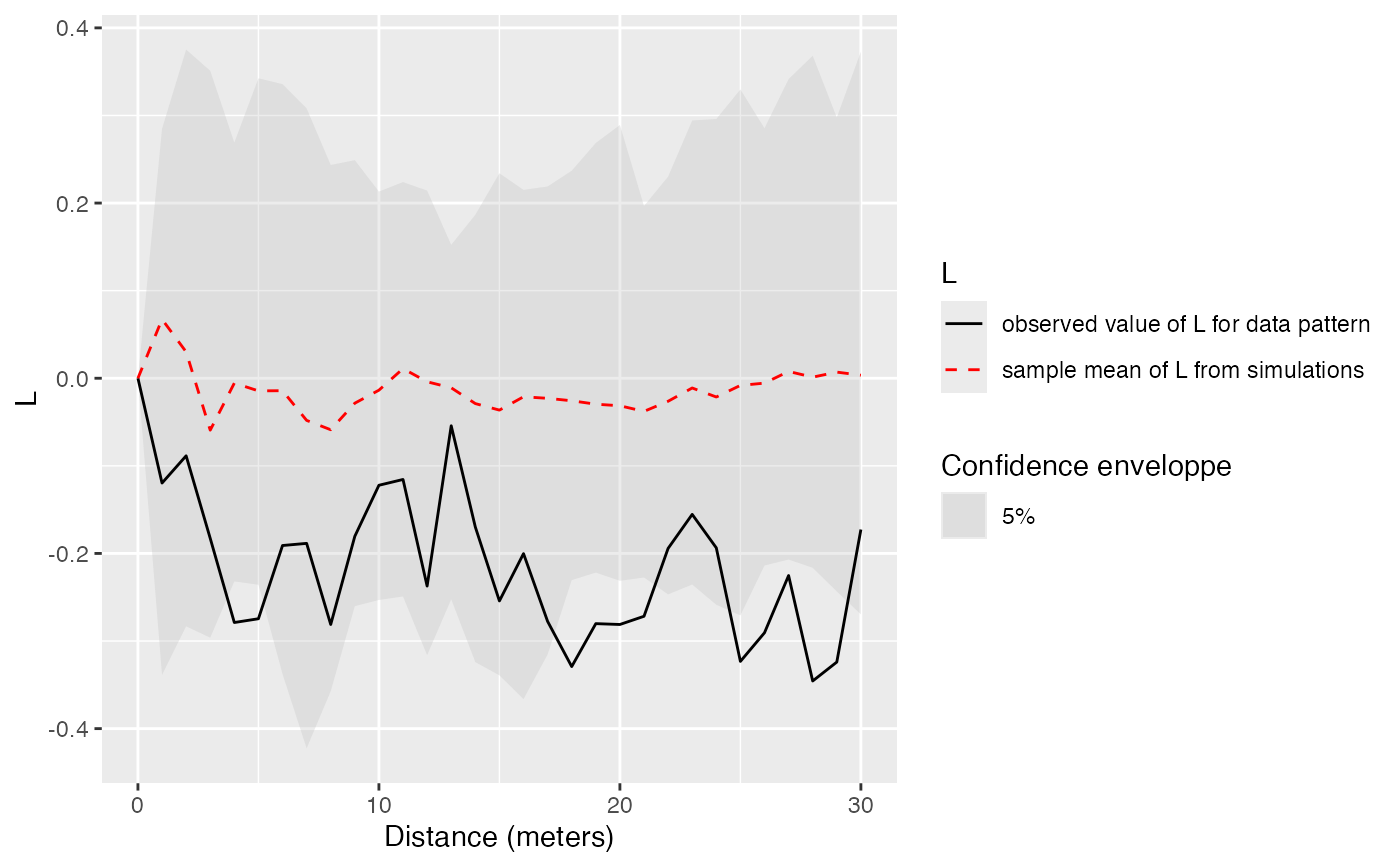 0.4
0.2
0.0
-0.2
-0.4
L
0
10
20
30
Distance (meters)
L
observed value of L for data pattern
sample mean of L from simulations
Confidence enveloppe
5%